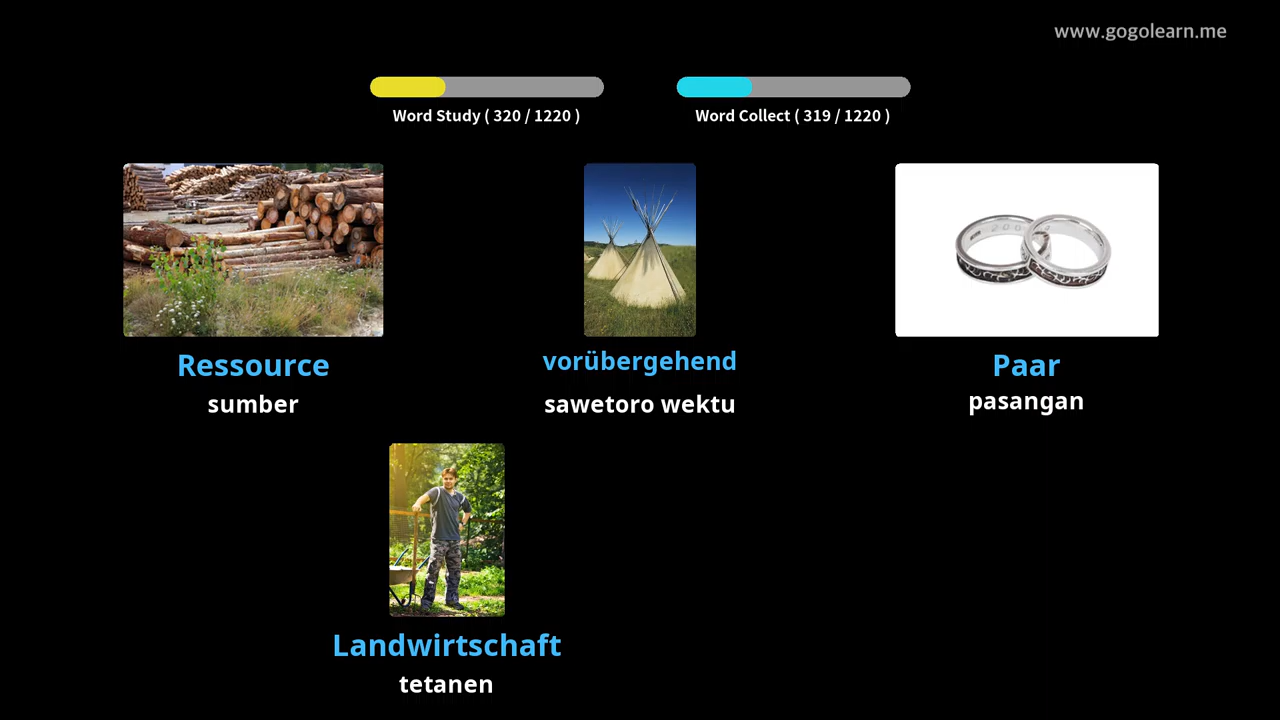 www.gogolearn.me
Word Study ( 320 / 1220 )
Word Collect ( 319 / 1220 )
Ressource
sumber
vorübergehend
sawetoro wektu
Paar
pasangan
Landwirtschaft
tetanen